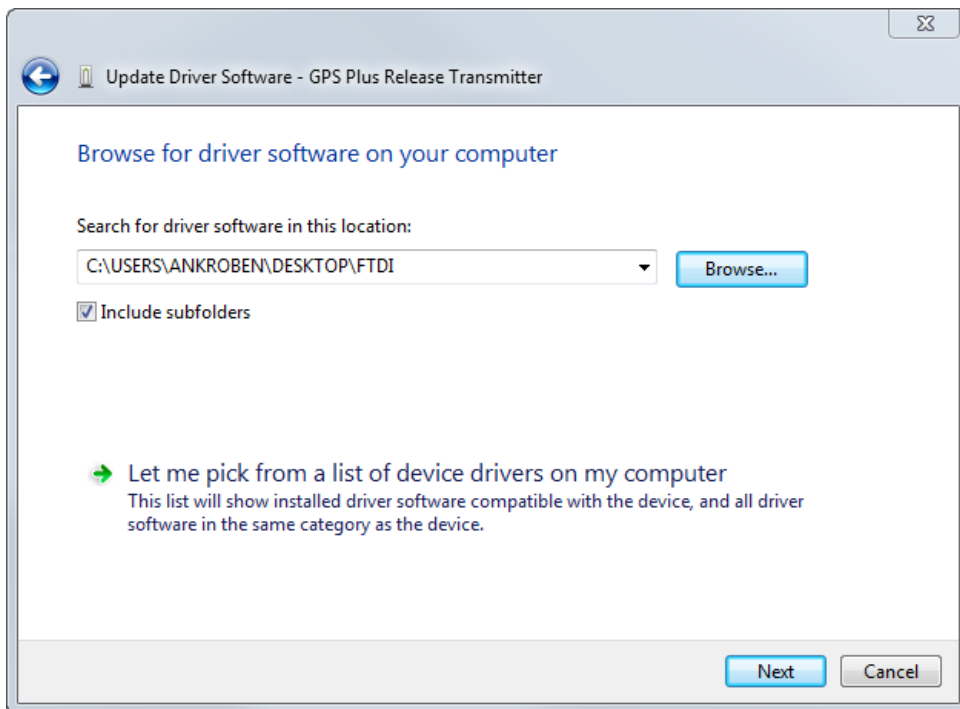 Update Driver Software - GPS Plus Release Transmitter
Browse for driver software on your computer
Search for driver software in this location:
C:\USERS\ANKROBEN\DESKTOP\FTDI
Browse...
Include subfolders
Let me pick from a list of device drivers on my computer
This list will show installed driver software compatible with the device, and all driver
software in the same category as the device.
Next
Cancel